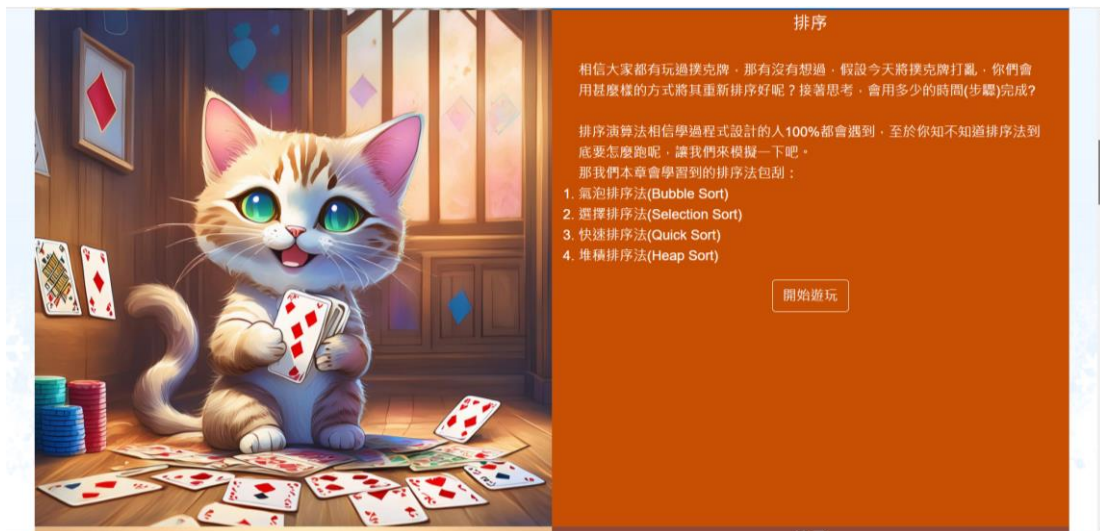 排序
相信大家都有玩過撲克牌，那有沒有想過，假設今天將撲克牌打亂，你們會
用甚麼樣的方式將其重新排序好呢？接著思考，會用多少的時間(步驟)完成?
排序演算法相信學過程式設計的人100%都會遇到，至於你知不知道排序法到
底要怎麼跑呢，讓我們來模擬一下吧。
那我們本章會學習到的排序法包刮：
1. 氣泡排序法(Bubble Sort)
2. 選擇排序法(Selection Sort)
3. 快速排序法(Quick Sort)
4. 堆積排序法(Heap Sort)
開始遊玩